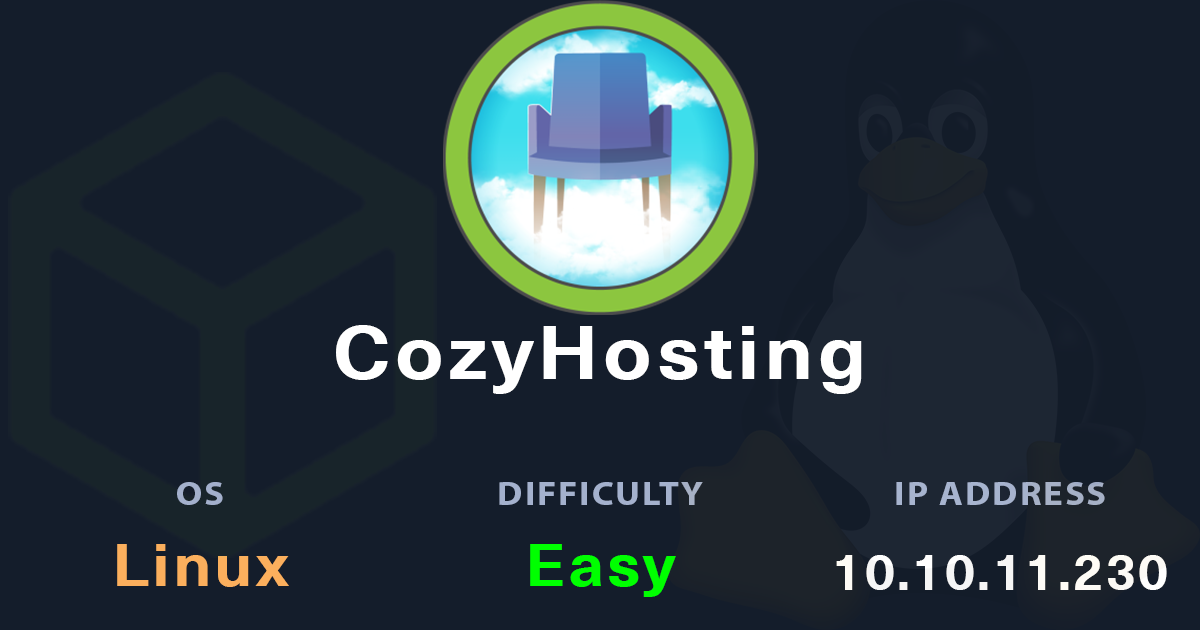 CozyHosting
OS
DIFFICULTY
IP ADDRESS
Linux
Easy
10.10.11.230